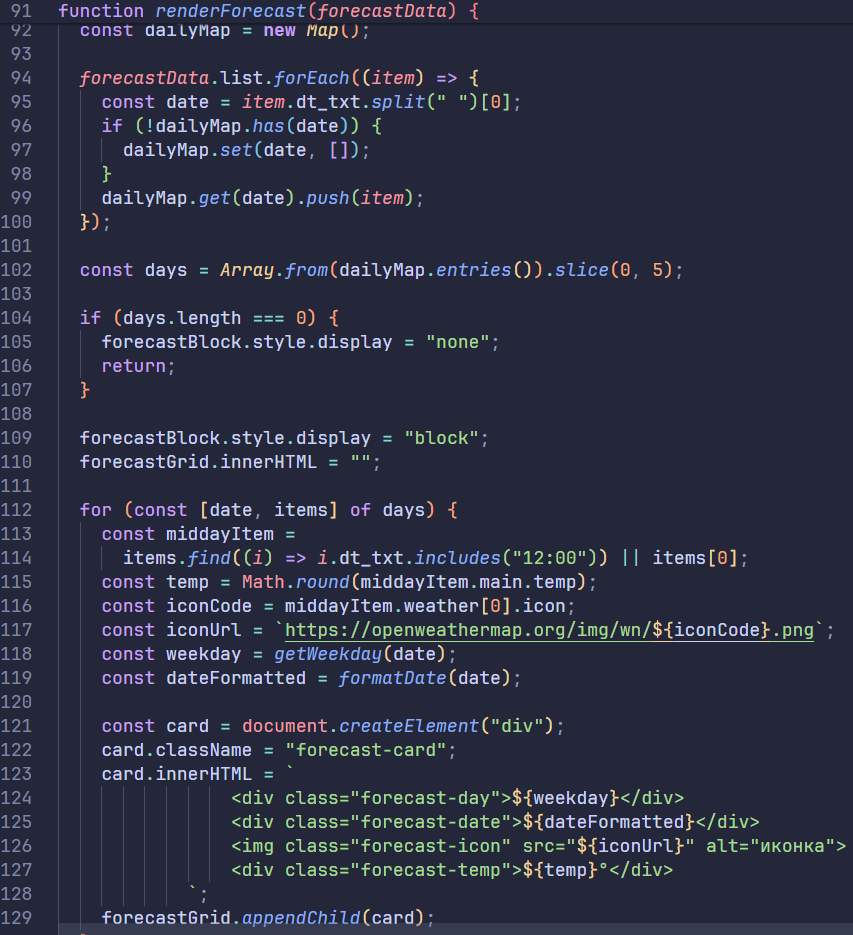 91 function renderForecast(forecastData) {
92 const dailyMap = new Map();
93
94 forecastData.list.forEach((item) => {
95 const date = item.dt_txt.split(" ")[0];
96 if (!dailyMap.has(date)) {
97 dailyMap.set(date, []);
98 }
99 dailyMap.get(date).push(item);
100 });
101
102 const days = Array.from(dailyMap.entries()).slice(0, 5);
103
104 if (days.length === 0) {
105 forecastBlock.style.display = "none";
106 return;
107 }
108
109 forecastBlock.style.display = "block";
110 forecastGrid.innerHTML = "";
111
112 for (const [date, items] of days) {
113 const middayItem =
114 items.find((i) => i.dt_txt.includes("12:00")) || items[0];
115 const temp = Math.round(middayItem.main.temp);
116 const iconCode = middayItem.weather[0].icon;
117 const iconUrl = `https://openweathermap.org/img/wn/${iconCode}.png`;
118 const weekday = getWeekday(date);
119 const dateFormatted = formatDate(date);
120
121 const card = document.createElement("div");
122 card.className = "forecast-card";
123 card.innerHTML = `
124 <div class="forecast-day">${weekday}</div>
125 <div class="forecast-date">${dateFormatted}</div>
126 <img class="forecast-icon" src="${iconUrl}" alt="иконка">
127 <div class="forecast-temp">${temp}°</div>
128 `;
129 forecastGrid.appendChild(card);